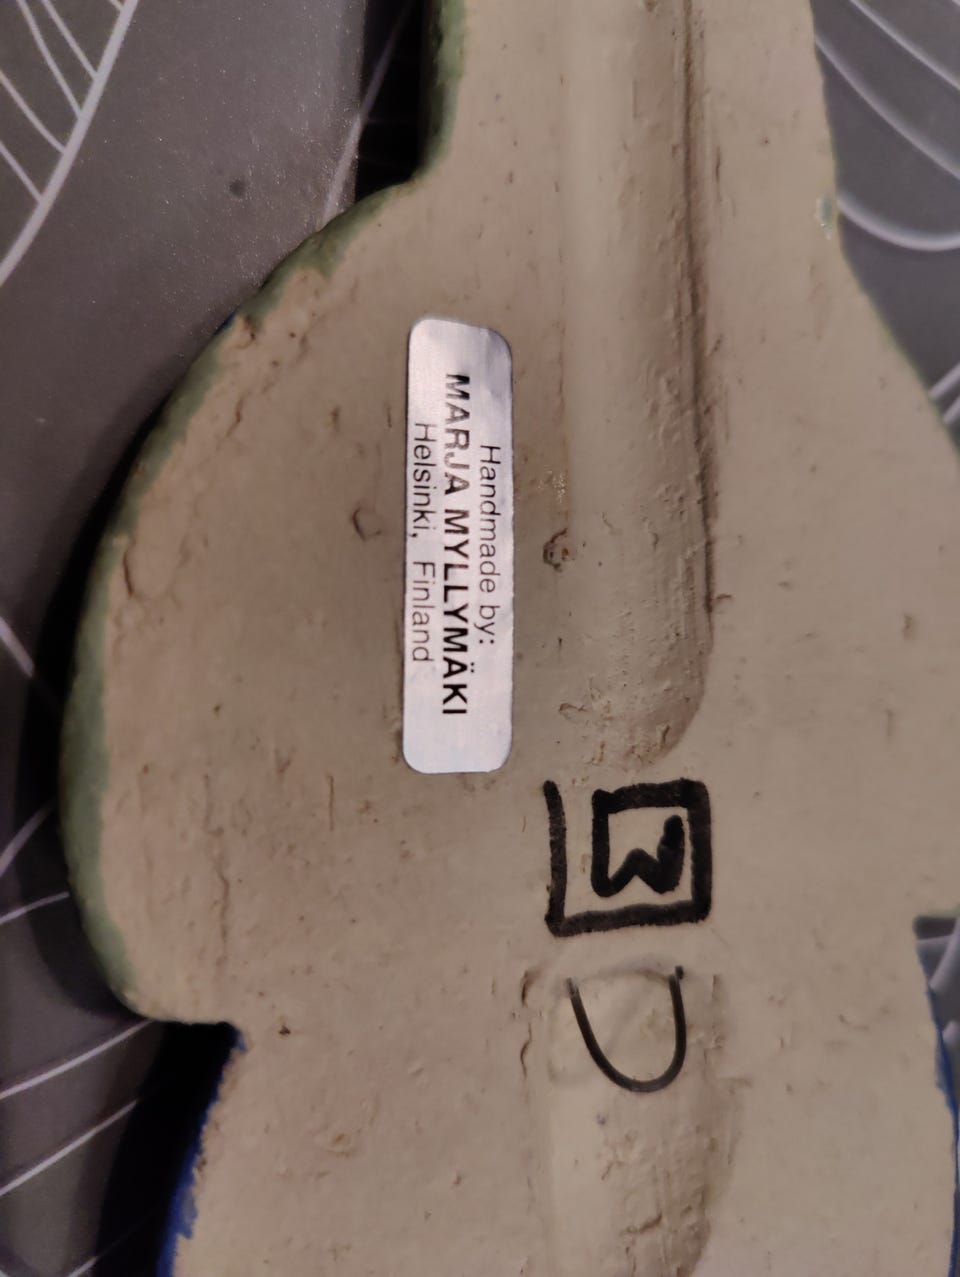 Handmade by:
MARJA MYLLYMÄKI
Helsinki, Finland